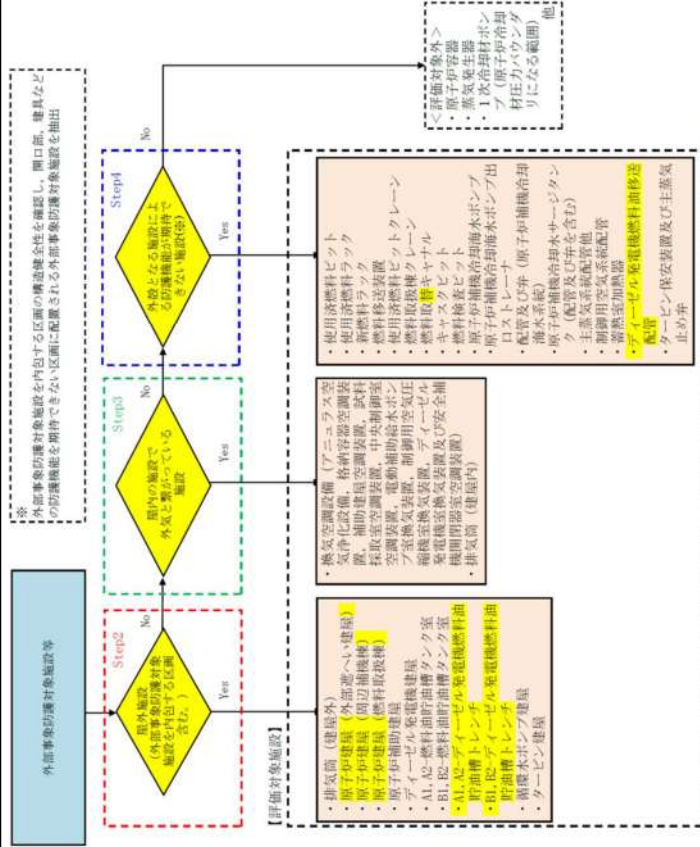 外部事象防護対象施設等
※
外部事象防護対象施設を内包する区画の構造健全性を確認し、開口部、建具など
の防護機能を期待できない区画に配置される外部事象防護対象施設を抽出
Step2
屋外施設
(外部事象防護対象
施設を内包する区画
含む。)
No
Yes
Step3
屋内の施設で
外気と繋がっている
施設
No
Yes
Step4
外殻となる施設によ
る防護機能が期待で
きない施設(※)
No
Yes
<評価対象外>
・原子炉容器
・蒸気発生器
・1次冷却材ポン
プ(原子炉冷却
材圧力バウンダ
リになる範囲)
他
【評価対象施設】
・排気筒(建屋外)
・原子炉建屋(外部遮へい建屋)
・原子炉建屋(周辺補機棟)
・原子炉建屋(燃料取扱棟)
・原子炉補助建屋
・ディーゼル発電機建屋
・A1,A2-燃料油貯油槽タンク室
・B1,B2-燃料油貯油槽タンク室
・A1,A2-ディーゼル発電機燃料油
貯油槽トレンチ
・B1,B2-ディーゼル発電機燃料油
貯油槽トレンチ
・循環水ポンプ建屋
・タービン建屋
・換気空調設備(アニュラス空
気浄化設備、格納容器空調装
置、補助建屋空調装置、試料
採取室空調装置、中央制御室
空調装置、電動補助給水ポン
プ室換気装置、制御用空気圧
縮機室換気装置、ディーゼル
発電機室換気装置及び安全補
機開閉器室空調装置)
・排気筒(建屋内)
・使用済燃料ピット
・使用済燃料ラック
・新燃料ラック
・燃料移送装置
・使用済燃料ピットクレーン
・燃料取扱棟クレーン
・燃料取替キャナル
・キャスクピット
・燃料検査ピット
・原子炉補機冷却海水ポンプ
・原子炉補機冷却海水ポンプ出
口ストレーナ
・配管及び弁(原子炉補機冷却
海水系統)
・原子炉補機冷却水サージタン
ク(配管及び弁を含む)
・主蒸気系統配管他
・制御用空気系統配管
・蓄熱室加熱器
・ディーゼル発電機燃料油移送
配管
・タービン保安装置及び主蒸気
止め弁